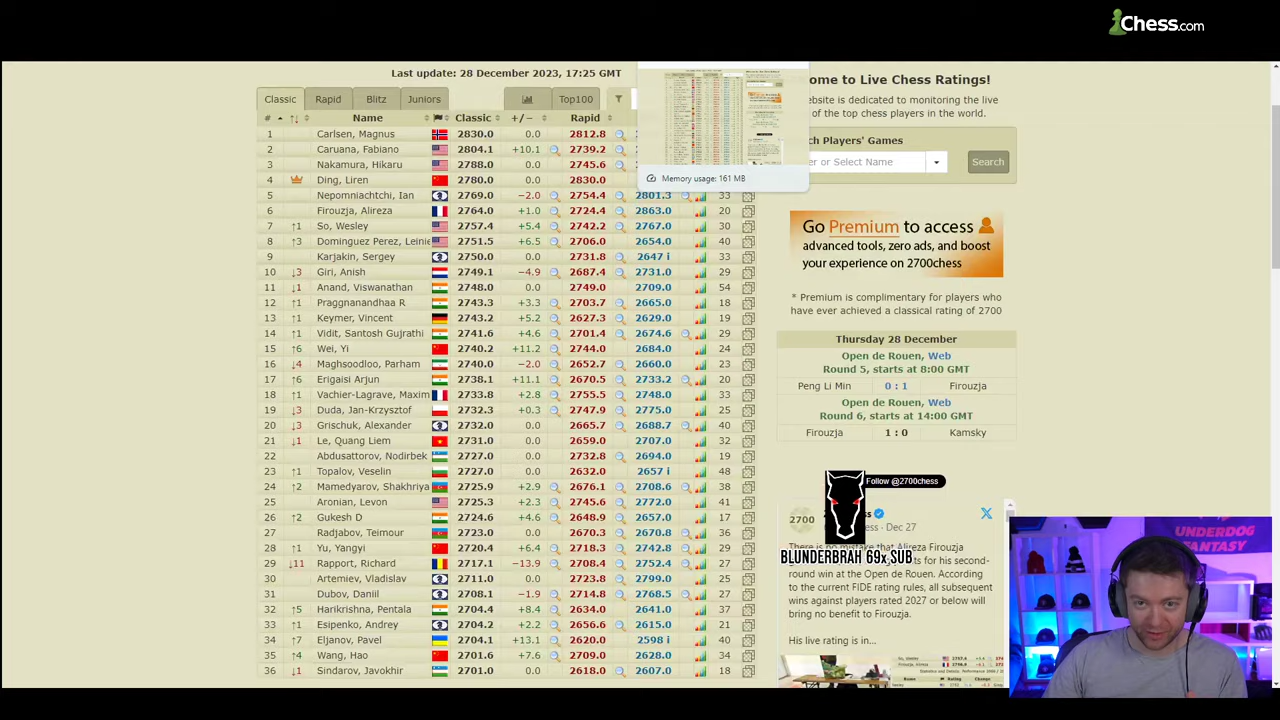 Chess.com
Last update: 28 December 2023, 17:25 GMT
ome to Live Chess Ratings!
ebsite is dedicated to monitoring the live
of the top chess players in the world.
Classic Rapid Blitz Juniors Top100
ch Players' Games
er or Select Name Search
Memory usage: 161 MB
Name Classic +/− Rapid
1 Carlsen, Magnus 2830.0 0.0 2812.8
2 Caruana, Fabiano 2804.1 +10.1 2739.2
3 Nakamura, Hikaru 2788.0 0.0 2745.6
4 Ding, Liren 2780.0 0.0 2830.0
5 Nepomniachtchi, Ian 2769.0 −2.0 2754.4 2801.3 33
6 Firouzja, Alireza 2764.0 +1.0 2724.4 2863.0 20
7 ↑1 So, Wesley 2757.4 +5.4 2742.2 2767.0 30
8 ↑3 Dominguez Perez, Leinie 2751.5 +6.5 2706.0 2654.0 40
9 Karjakin, Sergey 2750.0 0.0 2731.8 2647 i 33
10 ↓3 Giri, Anish 2749.1 −4.9 2687.4 2731.0 29
11 ↓1 Anand, Viswanathan 2748.0 0.0 2749.0 2709.0 54
12 ↑1 Praggnanandhaa R 2743.3 +3.3 2703.7 2665.0 18
13 ↑1 Keymer, Vincent 2743.2 +5.2 2627.3 2629.0 19
14 ↑1 Vidit, Santosh Gujrathi 2741.6 +4.6 2701.4 2674.6 29
15 ↑6 Wei, Yi 2740.2 +11.2 2744.0 2684.0 24
16 ↓4 Maghsoodloo, Parham 2740.0 −2.0 2652.7 2660.0 23
17 ↑6 Erigaisi Arjun 2738.1 +11.1 2670.5 2733.2 20
18 ↑1 Vachier-Lagrave, Maxim 2733.8 +2.8 2755.5 2748.0 33
19 ↓3 Duda, Jan-Krzysztof 2732.3 +0.3 2747.9 2775.0 25
20 ↓3 Grischuk, Alexander 2732.0 0.0 2665.7 2688.7 40
21 ↓1 Le, Quang Liem 2731.0 0.0 2659.0 2707.0 32
22 Abdusattorov, Nodirbek 2727.0 0.0 2732.8 2694.0 19
23 ↑1 Topalov, Veselin 2727.0 0.0 2632.0 2657 i 48
24 ↑2 Mamedyarov, Shakhriya 2725.9 +2.9 2676.1 2708.6 38
25 Aronian, Levon 2725.3 +2.3 2745.6 2772.0 41
26 ↑2 Gukesh D 2724.6 +4.6 2648.9 2657.0 17
27 Radjabov, Teimour 2723.0 0.0 2670.3 2670.8 36
28 ↑1 Yu, Yangyi 2720.4 +6.4 2718.3 2742.8 29
29 ↓11 Rapport, Richard 2717.1 −13.9 2708.4 2752.4 27
30 Artemiev, Vladislav 2711.0 0.0 2723.8 2799.0 25
31 Dubov, Daniil 2708.1 −1.9 2714.8 2768.5 27
32 ↑5 Harikrishna, Pentala 2704.4 +8.4 2634.0 2641.0 37
33 ↑1 Esipenko, Andrey 2704.2 +2.2 2656.6 2615.0 21
34 ↑7 Eljanov, Pavel 2704.1 +13.1 2620.0 2598 i 40
35 ↑4 Wang, Hao 2701.6 +7.6 2709.0 2628.0 34
36 ↓1 Sindarov, Javokhir 2701.0 0.0 2618.0 2607.0 18
Go Premium to access
advanced tools, zero ads, and boost
your experience on 2700chess
* Premium is complimentary for players who
have ever achieved a classical rating of 2700
Thursday 28 December
Open de Rouen, Web
Round 5, starts at 8:00 GMT
Peng Li Min 0 : 1 Firouzja
Open de Rouen, Web
Round 6, starts at 14:00 GMT
Firouzja 1 : 0 Kamsky
Follow @2700chess
2700 ess
ess · Dec 27
There is no mistake that Alireza Firouzja
ts for his second-
BLUNDERBRAH 69x SUB
round win at the Open de Rouen. According
to the current FIDE rating rules, all subsequent
wins against players rated 2027 or below will
bring no benefit to Firouzja.
His live rating is in...
UNDERDOG
FANTASY